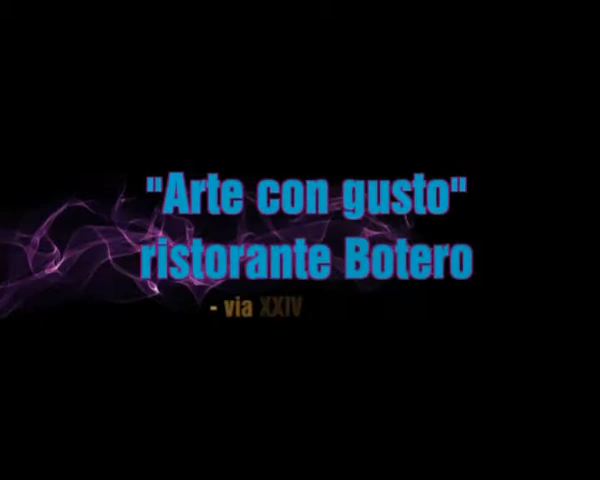 "Arte con gusto"
ristorante Botero
- via XXIV